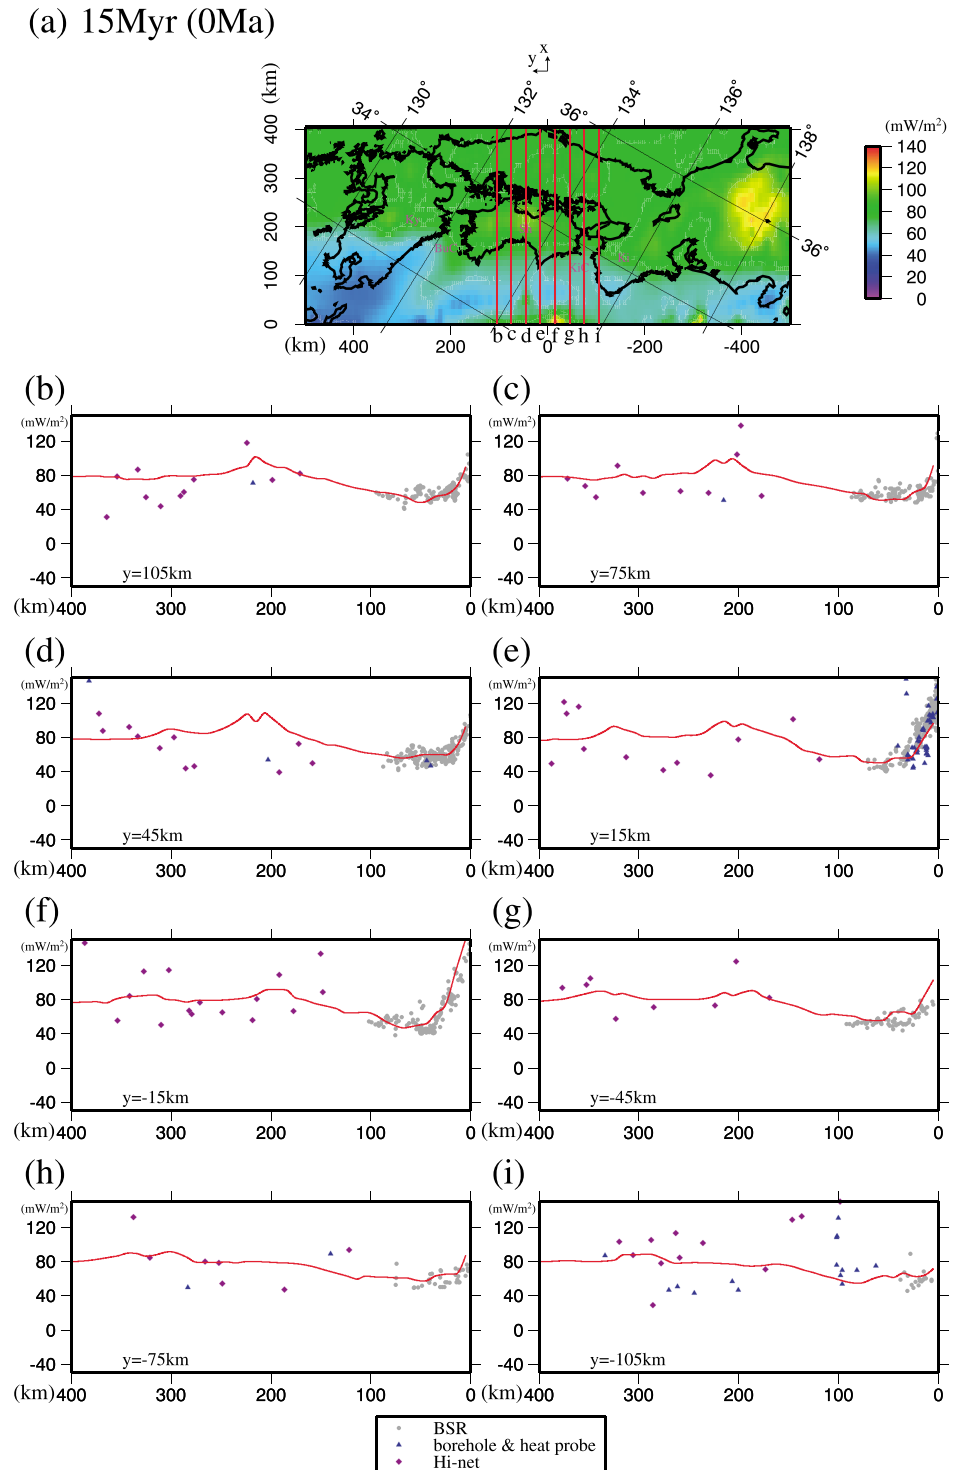 (a) 15Myr (0Ma)
x
y
(km)
400
300
200
100
0
34°
130°
132°
36°
134°
136°
138°
36°
(km)
400
200
b c d e f g h i
0
-200
-400
(mW/m²)
140
120
100
80
60
40
20
0
(b)
(mW/m²)
120
80
40
0
-40
y=105km
(km) 400 300 200 100 0
(c)
(mW/m²)
120
80
40
0
-40
y=75km
(km) 400 300 200 100 0
(d)
(mW/m²)
120
80
40
0
-40
y=45km
(km) 400 300 200 100 0
(e)
(mW/m²)
120
80
40
0
-40
y=15km
(km) 400 300 200 100 0
(f)
(mW/m²)
120
80
40
0
-40
y=-15km
(km) 400 300 200 100 0
(g)
(mW/m²)
120
80
40
0
-40
y=-45km
(km) 400 300 200 100 0
(h)
(mW/m²)
120
80
40
0
-40
y=-75km
(km) 400 300 200 100 0
(i)
(mW/m²)
120
80
40
0
-40
y=-105km
(km) 400 300 200 100 0
BSR
borehole & heat probe
Hi-net